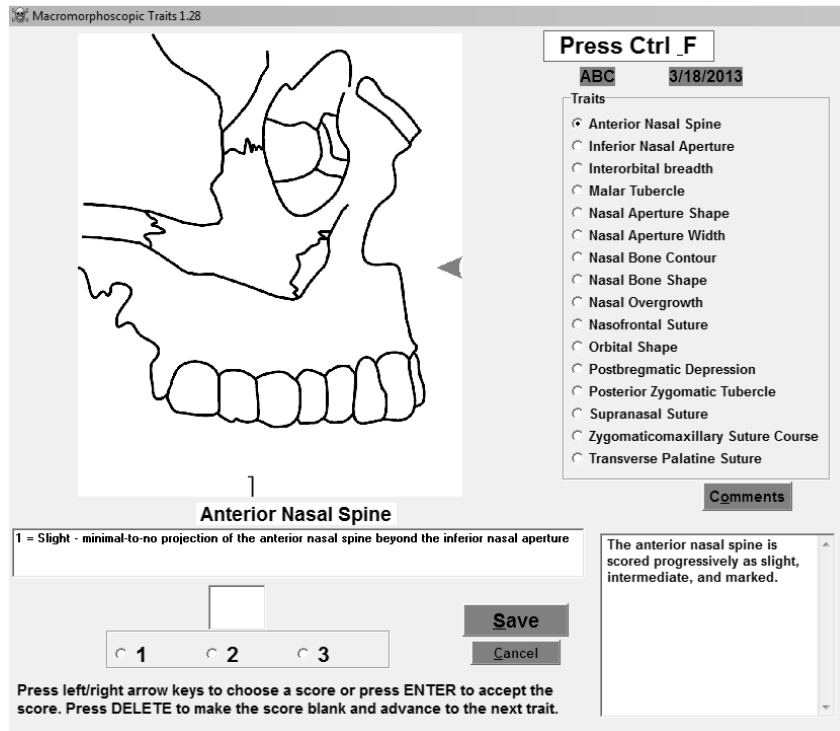 Macromorphoscopic Traits 1.28
Press Ctrl _F
ABC 3/18/2013
Traits
Anterior Nasal Spine
Inferior Nasal Aperture
Interorbital breadth
Malar Tubercle
Nasal Aperture Shape
Nasal Aperture Width
Nasal Bone Contour
Nasal Bone Shape
Nasal Overgrowth
Nasofrontal Suture
Orbital Shape
Postbregmatic Depression
Posterior Zygomatic Tubercle
Supranasal Suture
Zygomaticomaxillary Suture Course
Transverse Palatine Suture
Comments
1
Anterior Nasal Spine
1 = Slight - minimal-to-no projection of the anterior nasal spine beyond the inferior nasal aperture
The anterior nasal spine is
scored progressively as slight,
intermediate, and marked.
1 2 3
Save
Cancel
Press left/right arrow keys to choose a score or press ENTER to accept the
score. Press DELETE to make the score blank and advance to the next trait.